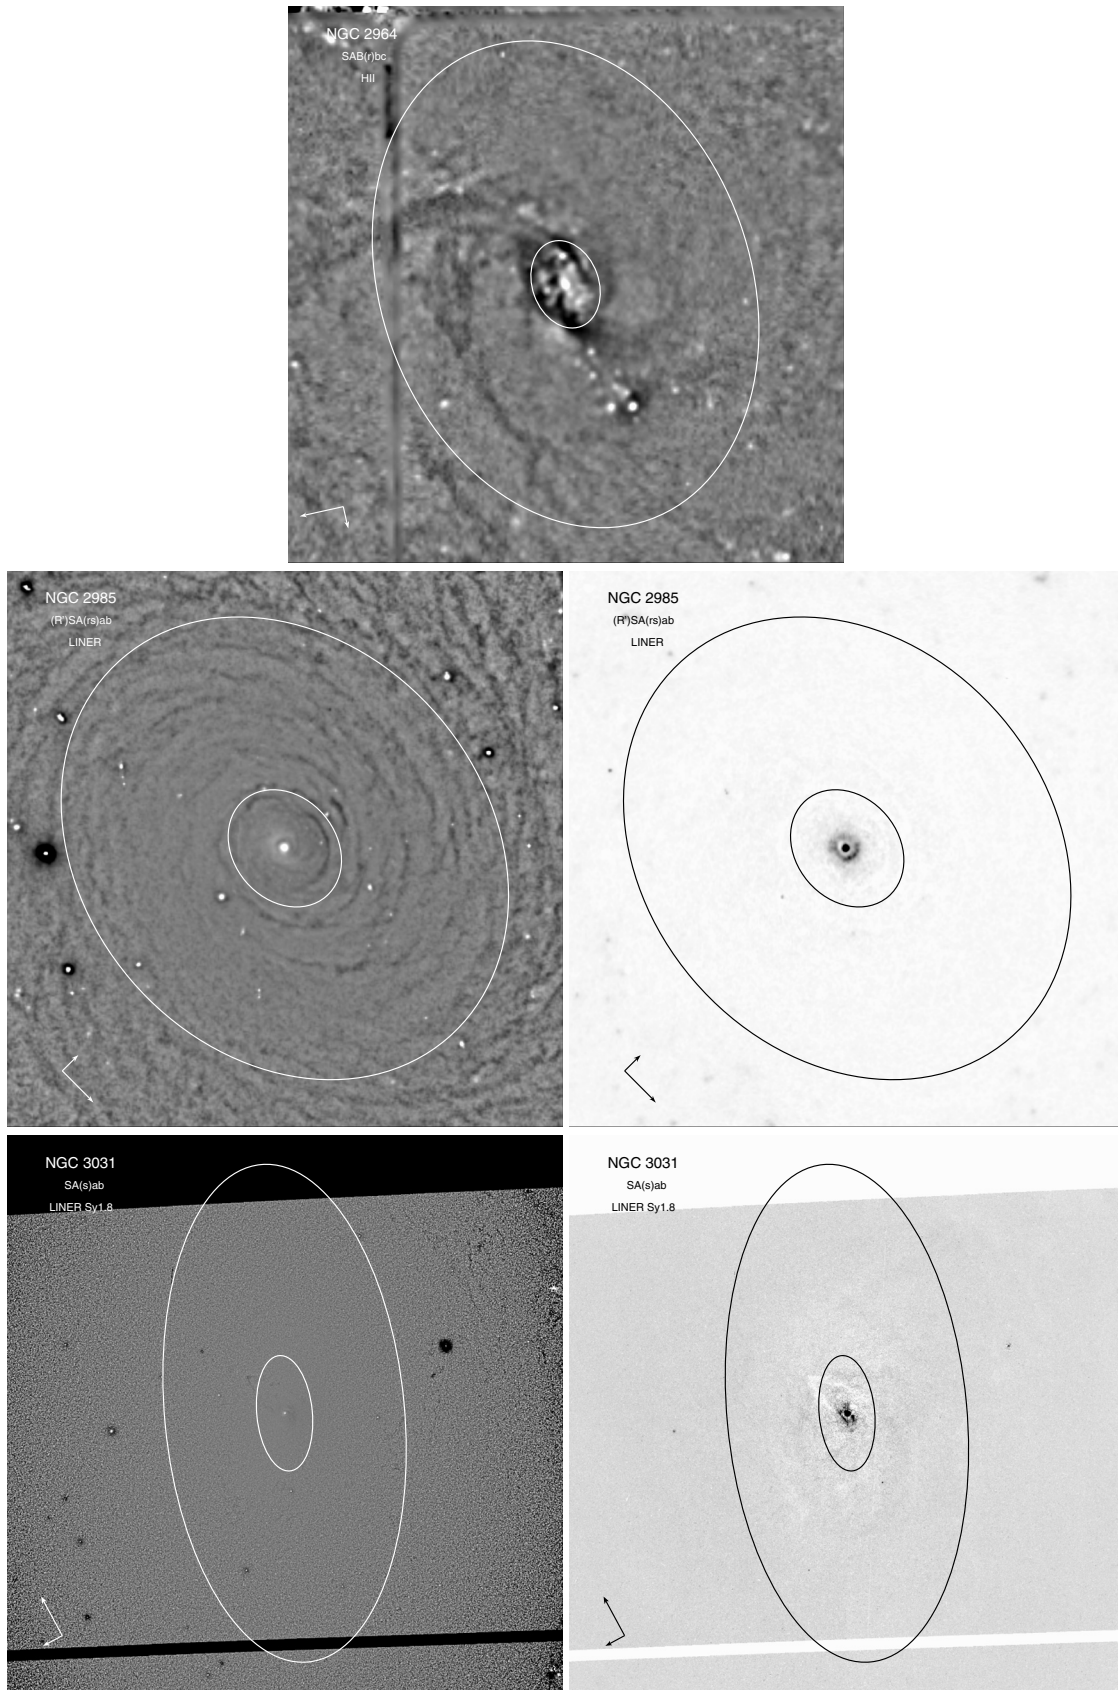 NGC 2964
SAB(r)bc
HII
NGC 2985
(R')SA(rs)ab
LINER
NGC 2985
(R')SA(rs)ab
LINER
NGC 3031
SA(s)ab
LINER Sy1.8
NGC 3031
SA(s)ab
LINER Sy1.8